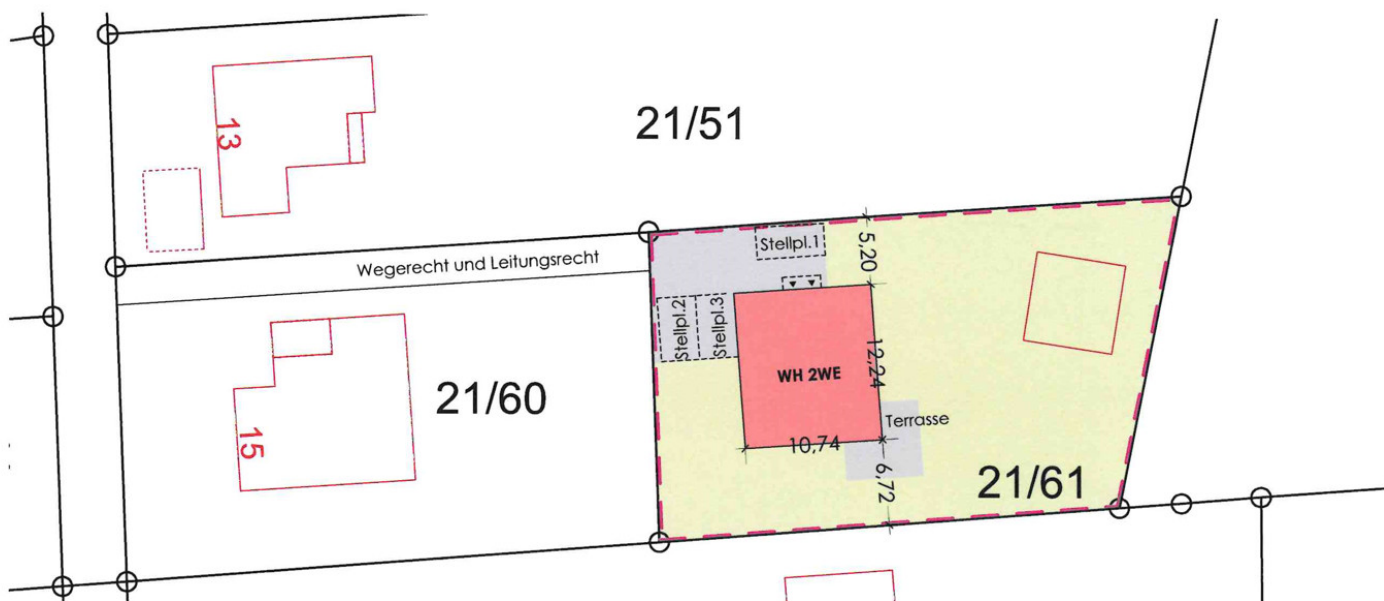 13
21/51
Wegerecht und Leitungsrecht
Stellpl.1
5,20
Stellpl.2
Stellpl.3
12,24
WH 2WE
21/60
15
Terrasse
10,74
6,72
21/61